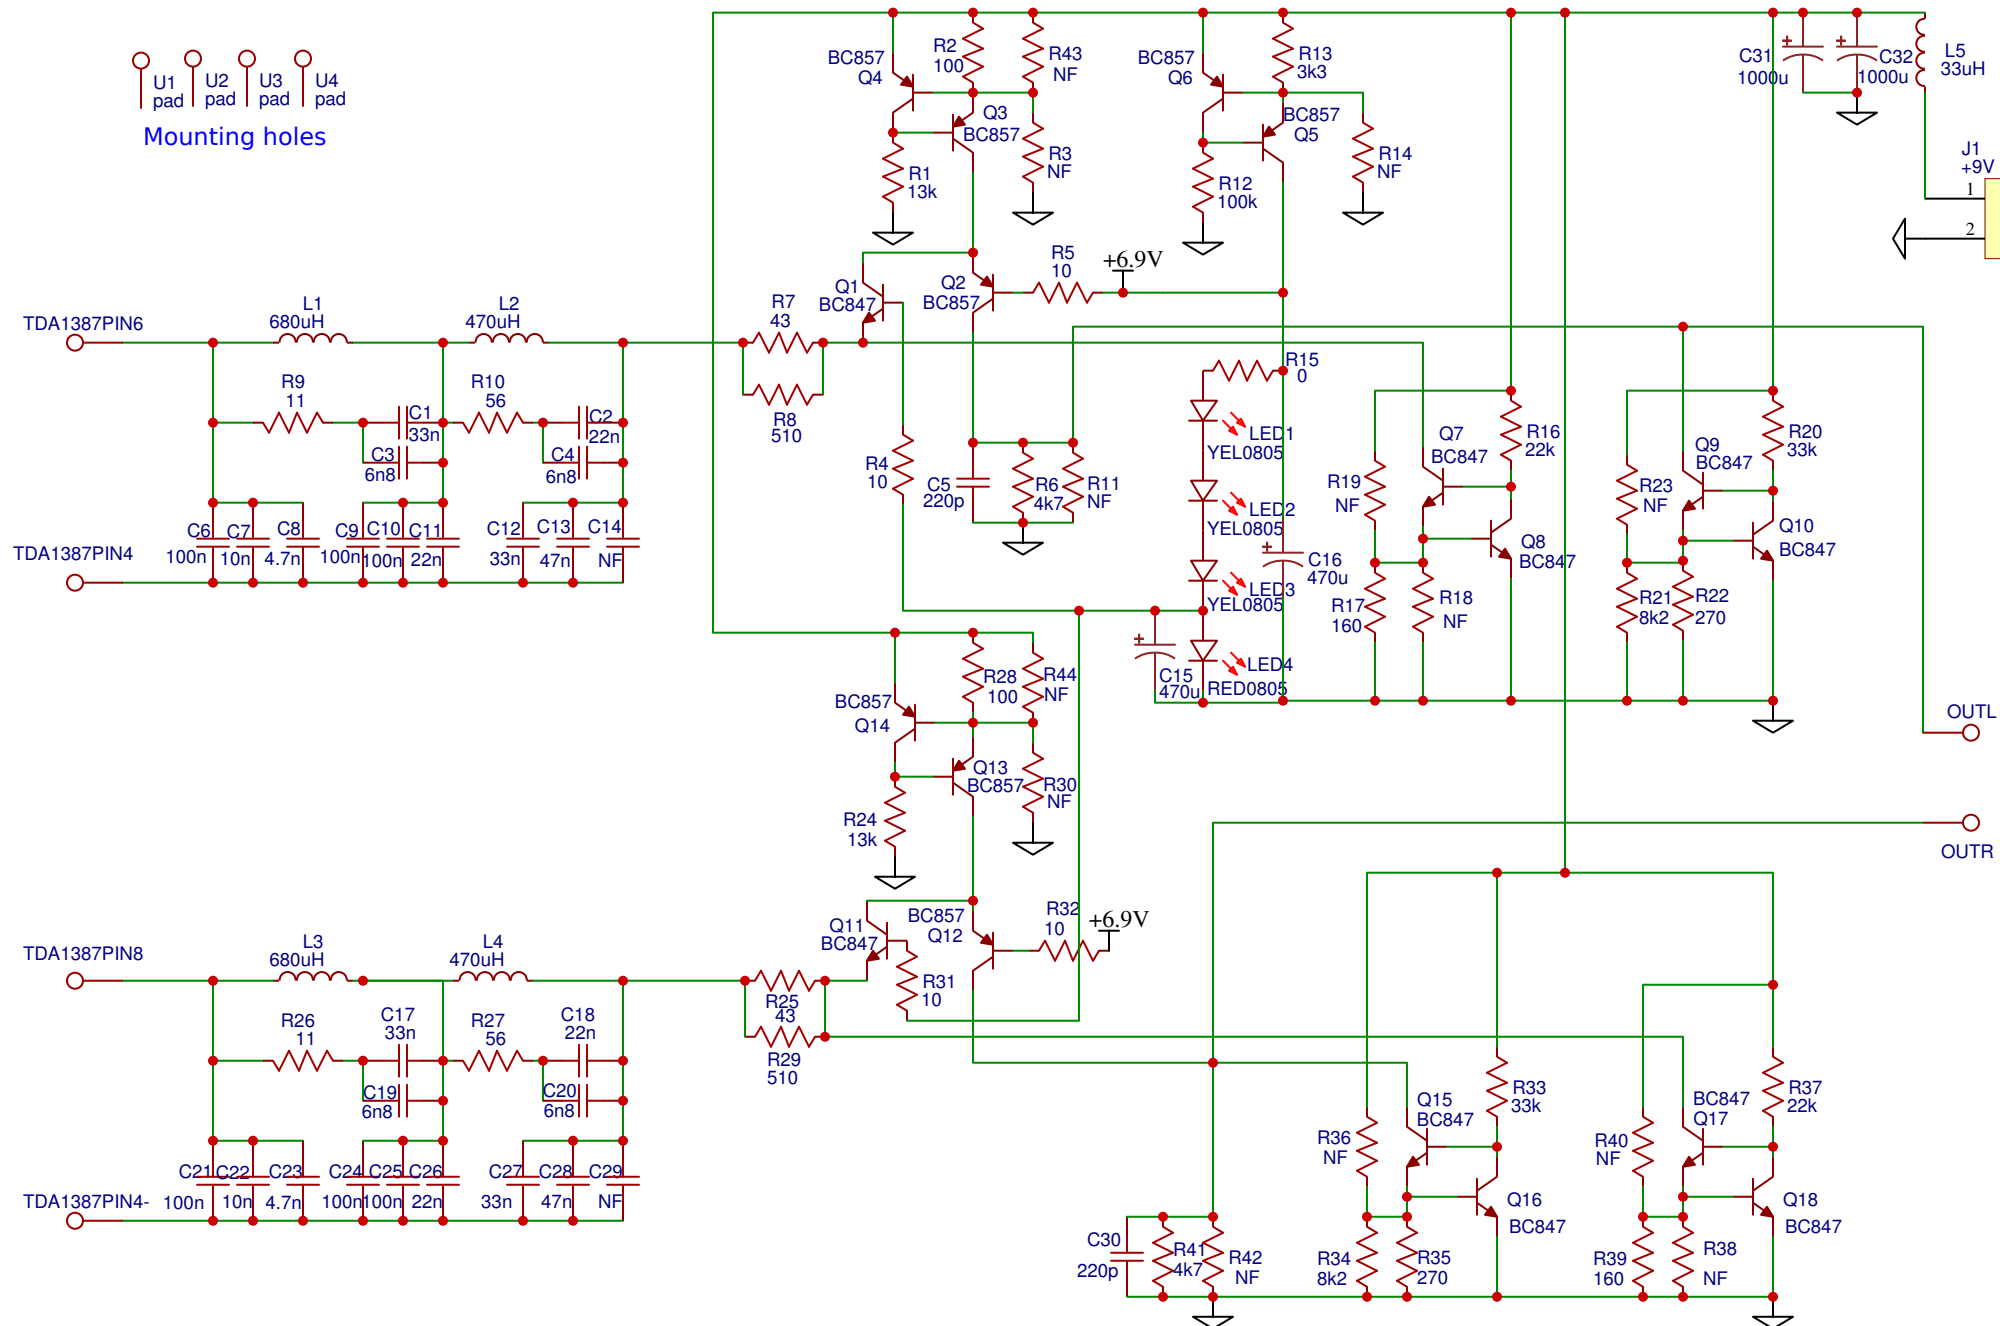 U1
pad
U2
pad
U3
pad
U4
pad
Mounting holes
BC857
Q4
R2
100
R43
NF
Q3
BC857
R1
13k
R3
NF
BC857
Q6
R13
3k3
BC857
Q5
R12
100k
R14
NF
C31
1000u
C32
1000u
L5
33uH
J1
+9V
1
2
TDA1387PIN6
L1
680uH
L2
470uH
R7
43
R8
510
Q1
BC847
Q2
BC857
R5
10
+6.9V
R9
11
C1
33n
C3
6n8
R10
56
C2
22n
C4
6n8
R4
10
C5
220p
R6
4k7
R11
NF
R15
0
LED1
YEL0805
LED2
YEL0805
LED3
YEL0805
LED4
RED0805
C16
470u
C15
470u
Q7
BC847
R16
22k
R19
NF
Q8
BC847
R17
160
R18
NF
Q9
BC847
R20
33k
R23
NF
Q10
BC847
R21
8k2
R22
270
TDA1387PIN4
C6
100n
C7
10n
C8
4.7n
C9
100n
C10
100n
C11
22n
C12
33n
C13
47n
C14
NF
R28
100
R44
NF
BC857
Q14
Q13
BC857
R30
NF
R24
13k
OUTL
OUTR
TDA1387PIN8
L3
680uH
L4
470uH
Q11
BC847
BC857
Q12
R32
10
+6.9V
R31
10
R25
43
R29
510
R26
11
C17
33n
C19
6n8
R27
56
C18
22n
C20
6n8
TDA1387PIN4-
C21
100n
C22
10n
C23
4.7n
C24
100n
C25
100n
C26
22n
C27
33n
C28
47n
C29
NF
C30
220p
R41
4k7
R42
NF
Q15
BC847
R33
33k
R36
NF
Q16
BC847
R34
8k2
R35
270
BC847
Q17
R37
22k
R40
NF
Q18
BC847
R39
160
R38
NF